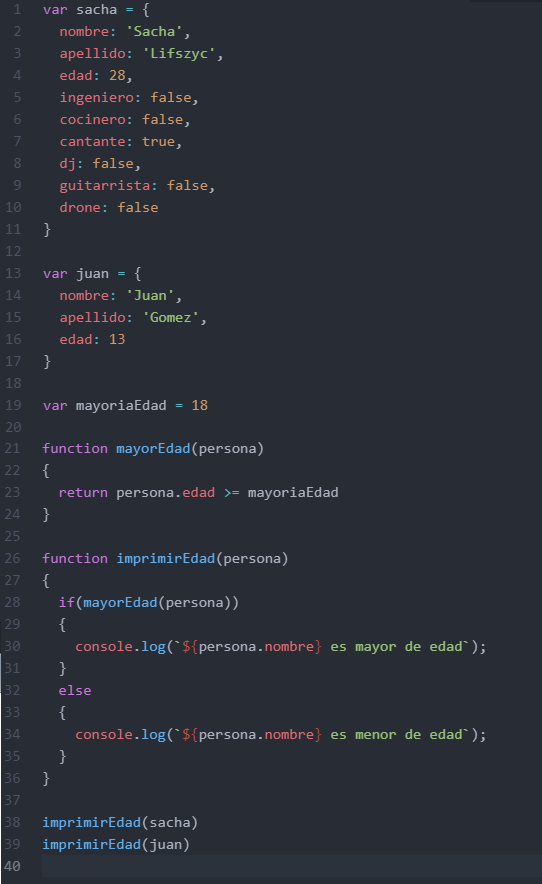 1 var sacha = {
2   nombre: 'Sacha',
3   apellido: 'Lifszyc',
4   edad: 28,
5   ingeniero: false,
6   cocinero: false,
7   cantante: true,
8   dj: false,
9   guitarrista: false,
10   drone: false
11 }
12
13 var juan = {
14   nombre: 'Juan',
15   apellido: 'Gomez',
16   edad: 13
17 }
18
19 var mayoriaEdad = 18
20
21 function mayorEdad(persona)
22 {
23   return persona.edad >= mayoriaEdad
24 }
25
26 function imprimirEdad(persona)
27 {
28   if(mayorEdad(persona))
29   {
30     console.log(`${persona.nombre} es mayor de edad`);
31   }
32   else
33   {
34     console.log(`${persona.nombre} es menor de edad`);
35   }
36 }
37
38 imprimirEdad(sacha)
39 imprimirEdad(juan)
40